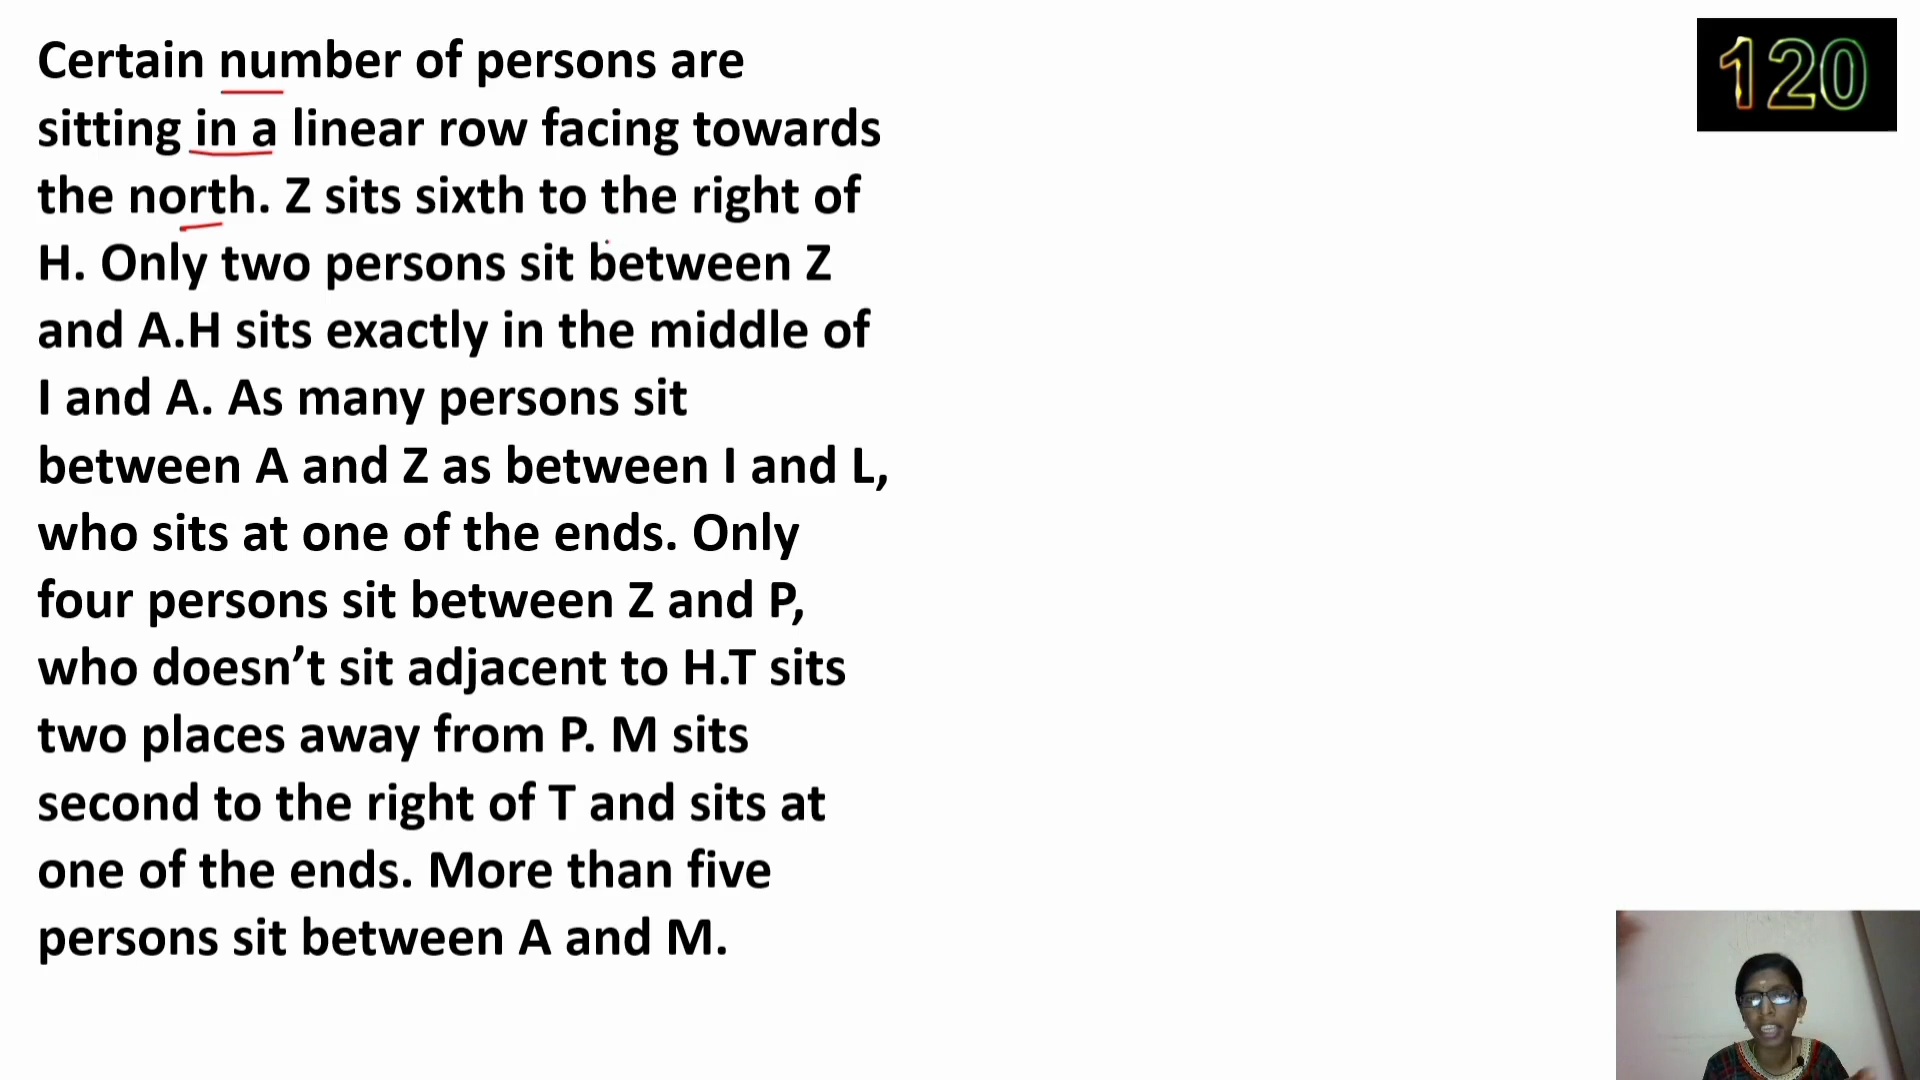 Certain number of persons are
sitting in a linear row facing towards
the north. Z sits sixth to the right of
H. Only two persons sit between Z
and A.H sits exactly in the middle of
I and A. As many persons sit
between A and Z as between I and L,
who sits at one of the ends. Only
four persons sit between Z and P,
who doesn’t sit adjacent to H.T sits
two places away from P. M sits
second to the right of T and sits at
one of the ends. More than five
persons sit between A and M.
120